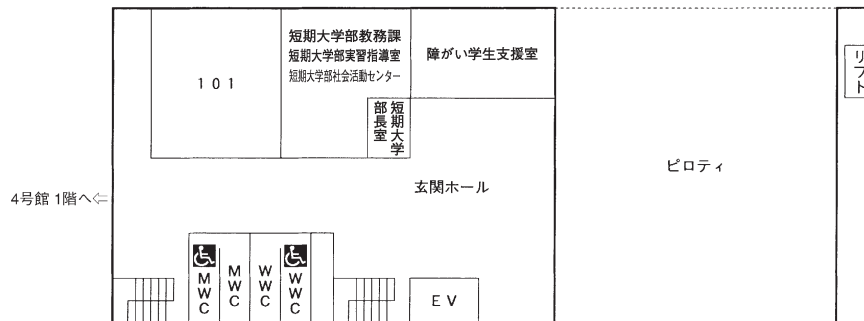 短期大学部教務課
短期大学部実習指導室
短期大学部社会活動センター
障がい学生支援室
リフト
101
短期大学
部長室
ピロティ
玄関ホール
4号館 1階へ⇦
MWC
MWC
WWC
WWC
EV